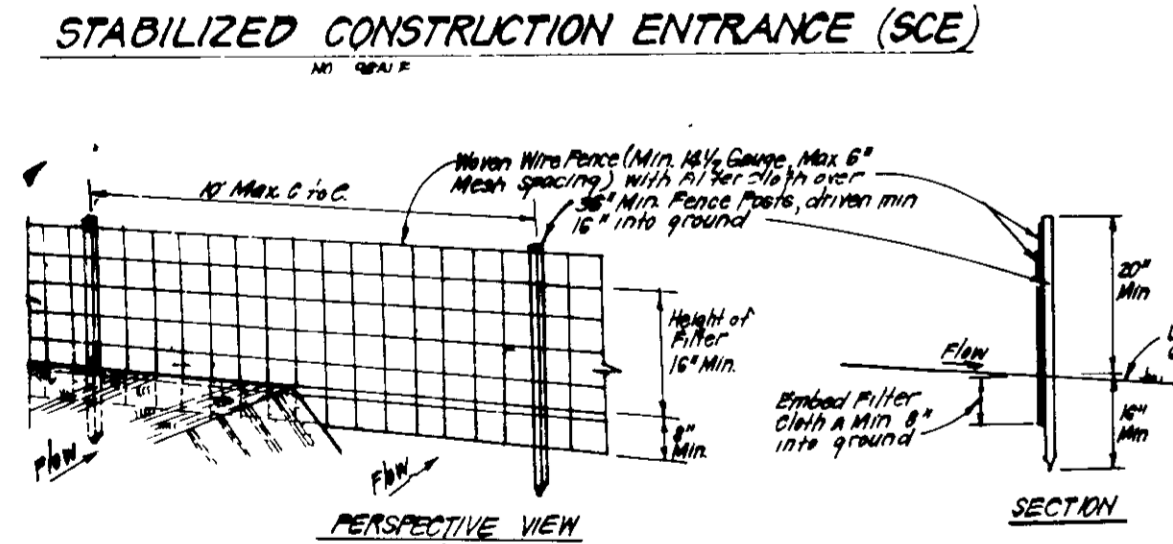 STABILIZED CONSTRUCTION ENTRANCE (SCE)
NO SCALE
Woven Wire Fence (Min. 14½ Gauge, Max 6"
Mesh spacing) with Filter cloth over
36" Min. Fence Posts, driven min
16" into ground
10' Max. C to C.
Height of
Filter
16" Min.
8"
Min.
Flow
Flow
PERSPECTIVE VIEW
20"
Min
Flow
Embed Filter
cloth a Min 8"
into ground
16"
Min
SECTION